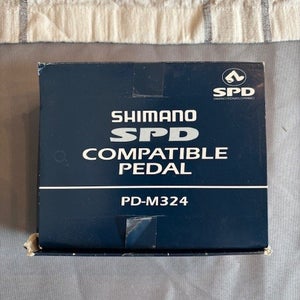 SPD
SHIMANO
SPD
COMPATIBLE
PEDAL
PD-M324